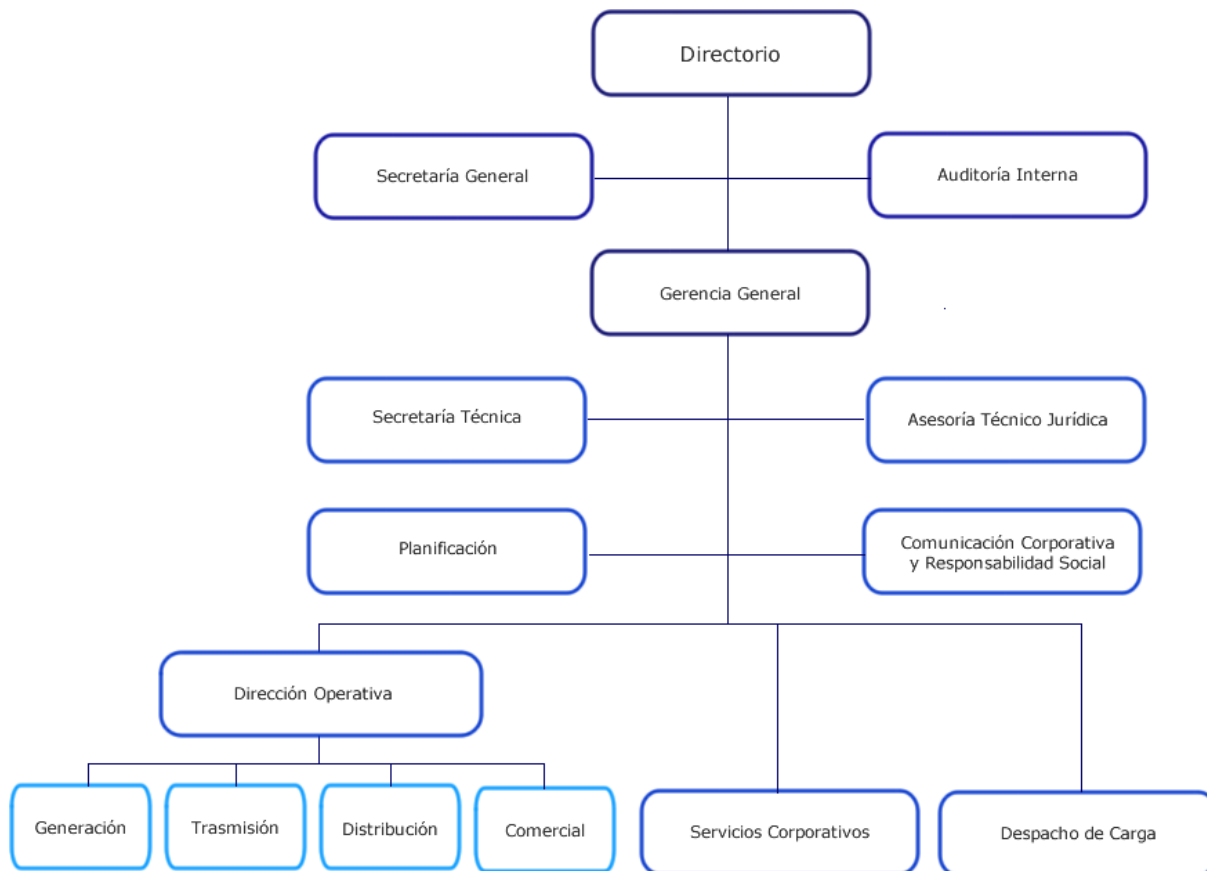 Directorio
Secretaría General
Auditoría Interna
Gerencia General
Secretaría Técnica
Asesoría Técnico Jurídica
Planificación
Comunicación Corporativa
y Responsabilidad Social
Dirección Operativa
Generación
Trasmisión
Distribución
Comercial
Servicios Corporativos
Despacho de Carga